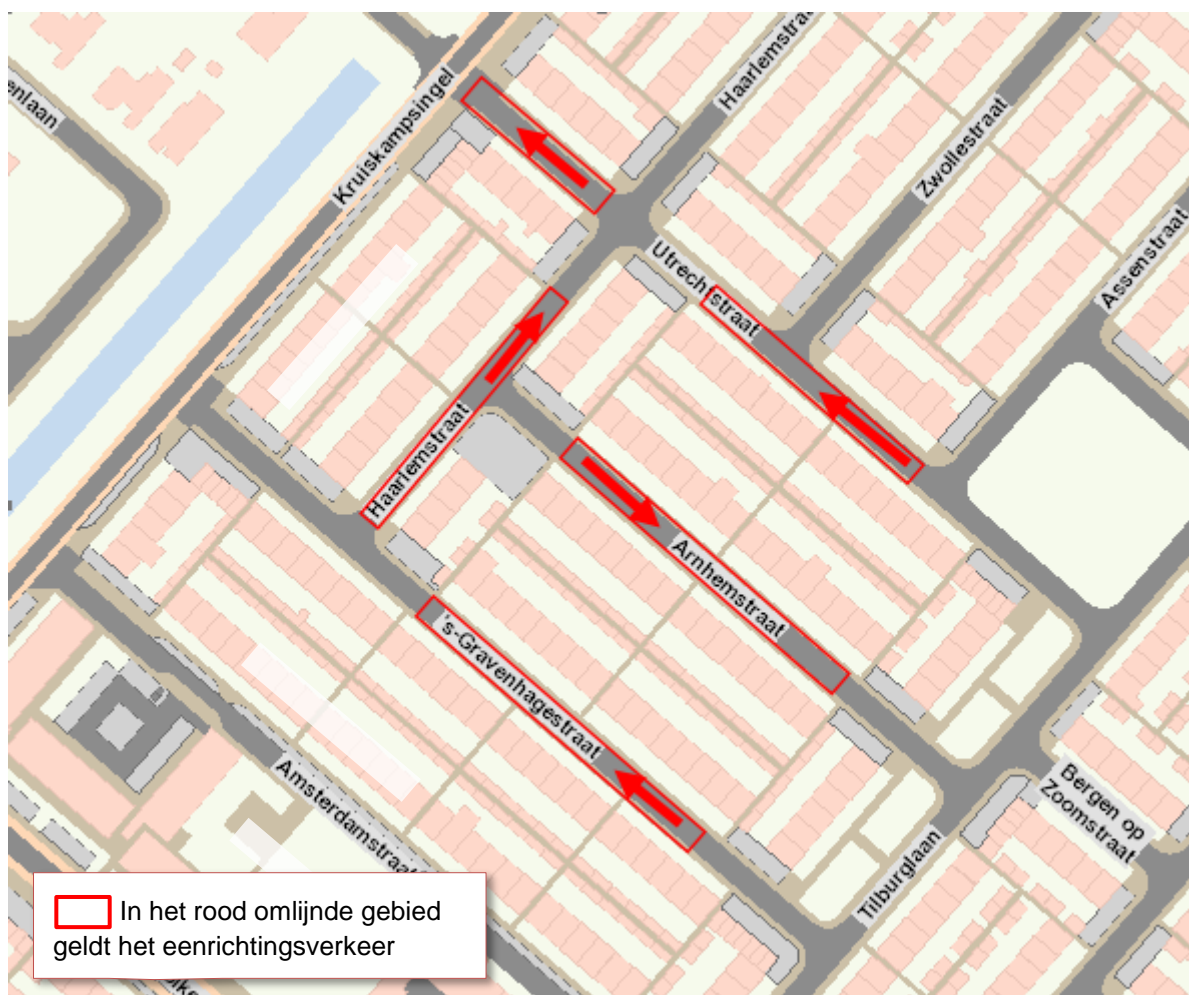 Haarlemstraat
Kruiskampsingel
Zwollestraat
Assenstraat
Utrechtstraat
Haarlemstraat
Arnhemstraat
's-Gravenhagestraat
Amsterdamstraat
Bergen op
Zoomstraat
Tilburglaan
In het rood omlijnde gebied
geldt het eenrichtingsverkeer